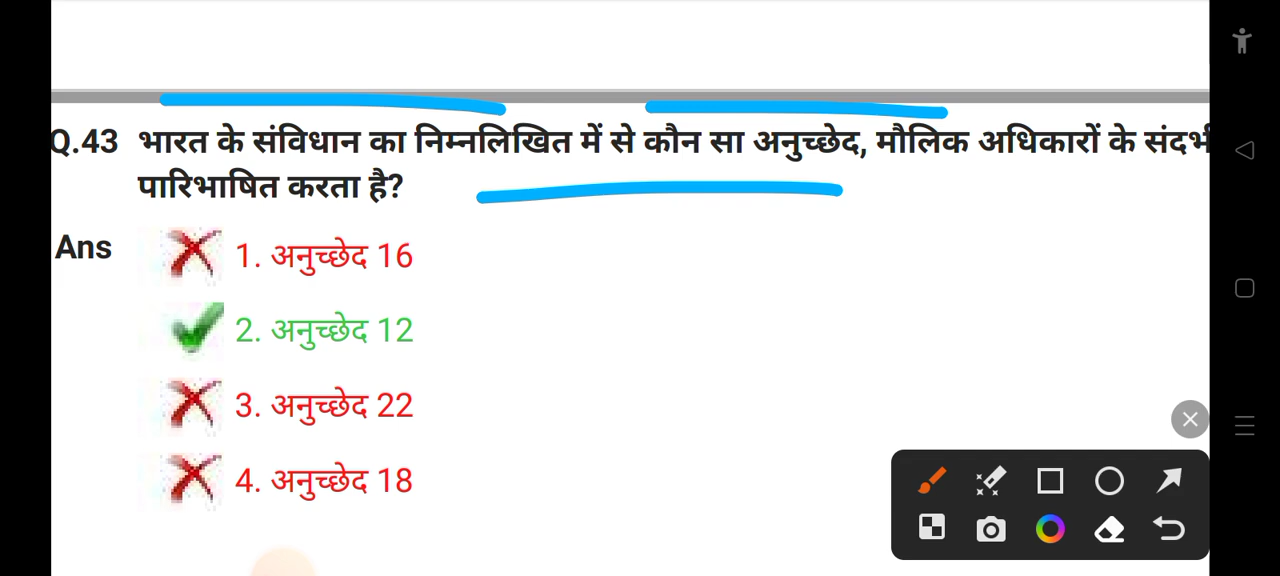 Q.43 भारत के संविधान का निम्नलिखित में से कौन सा अनुच्छेद, मौलिक अधिकारों के संदर्भ
पारिभाषित करता है?
Ans 1. अनुच्छेद 16
2. अनुच्छेद 12
3. अनुच्छेद 22
4. अनुच्छेद 18